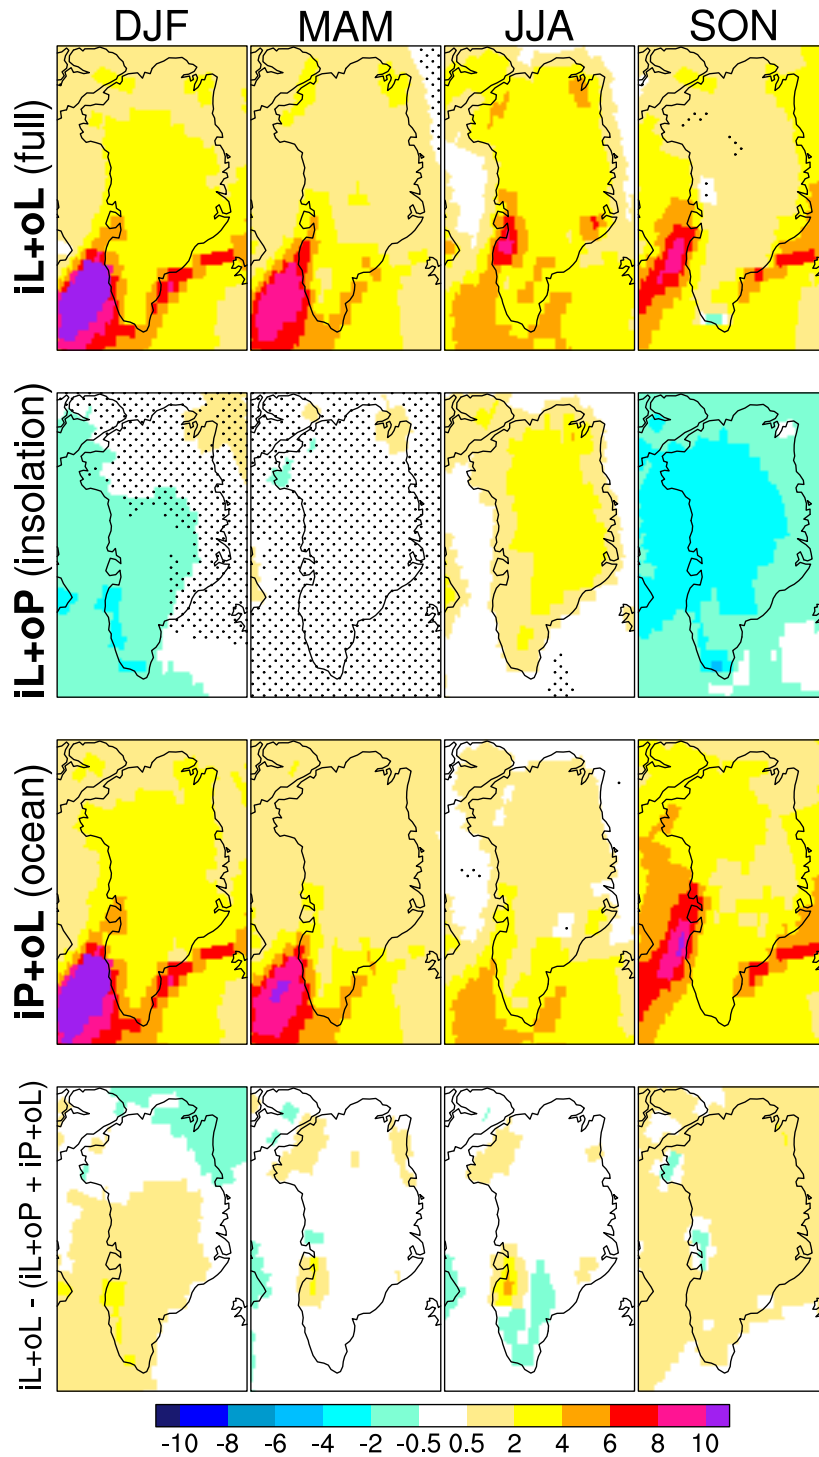 DJF MAM JJA SON
iL+oL (full)
iL+oP (insolation)
iP+oL (ocean)
iL+oL - (iL+oP + iP+oL)
-10 -8 -6 -4 -2 -0.5 0.5 2 4 6 8 10